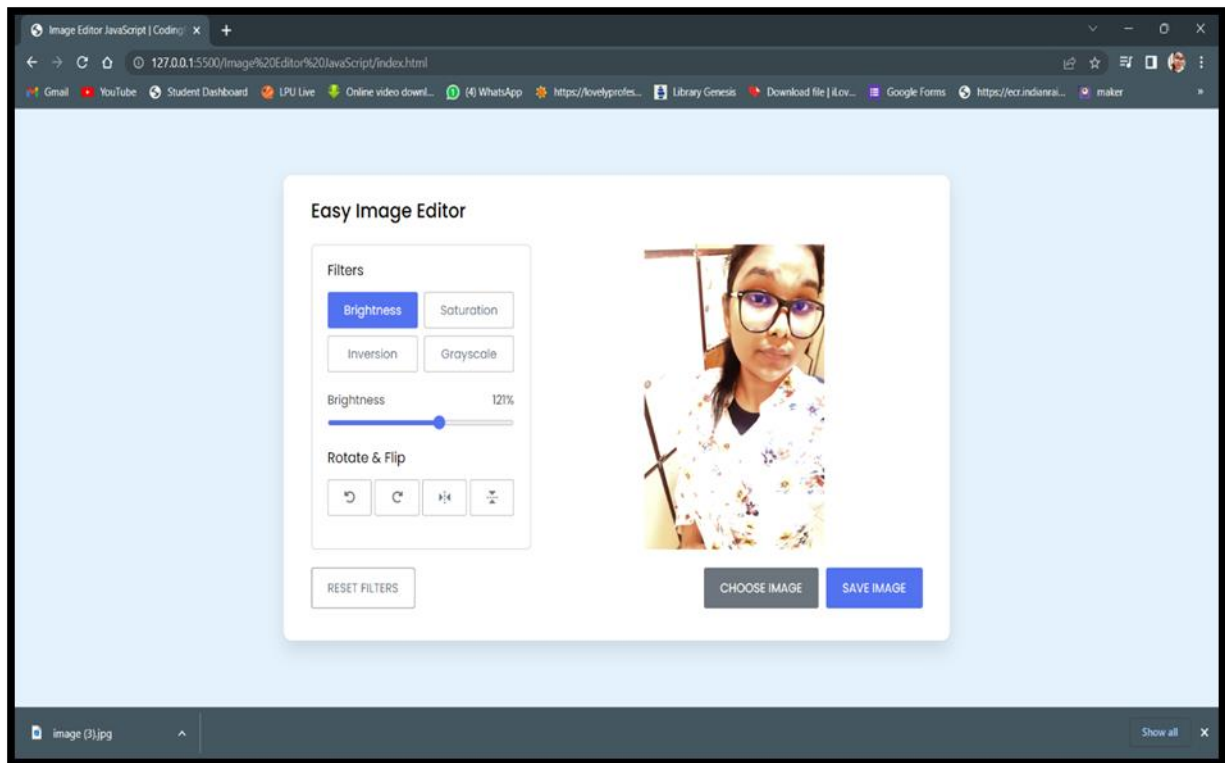 Image Editor JavaScript | Coding
127.0.0.1:5500/Image%20Editor%20JavaScript/index.html
Gmail YouTube Student Dashboard LPU Live Online video downl... (4) WhatsApp https://lovelyprofes... Library Genesis Download file | iLov... Google Forms https://ecr.indianrai... maker »
Easy Image Editor
Filters
Brightness Saturation
Inversion Grayscale
Brightness 121%
Rotate & Flip
RESET FILTERS CHOOSE IMAGE SAVE IMAGE
image (3).jpg Show all